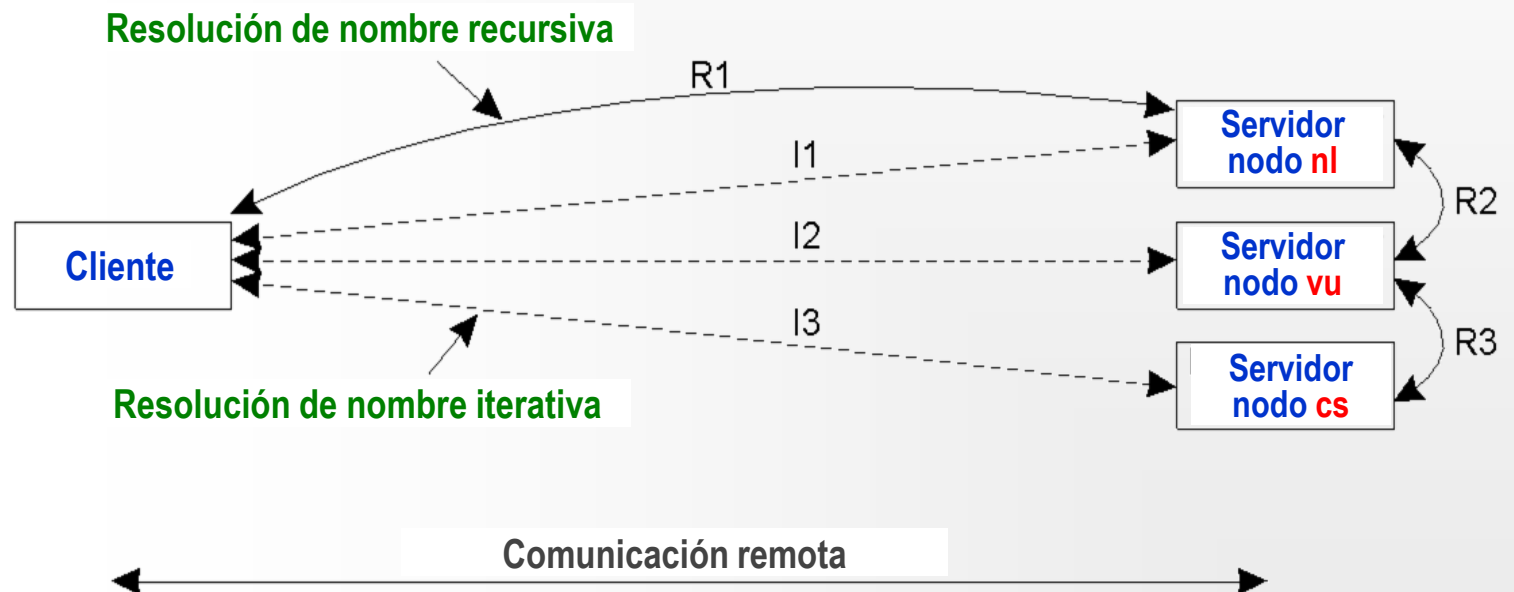 Resolución de nombre recursiva
R1
Servidor
nodo nl
I1
R2
I2
Servidor
nodo vu
Cliente
I3
R3
Servidor
nodo cs
Resolución de nombre iterativa
Comunicación remota